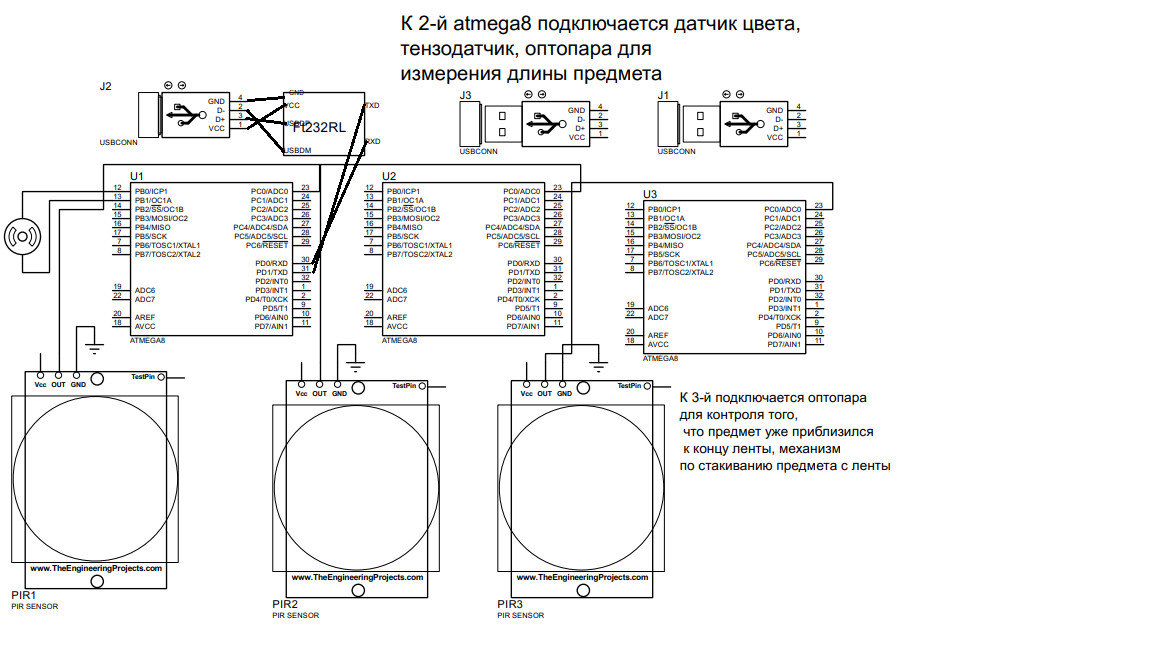 К 2-й atmega8 подключается датчик цвета,
тензодатчик, оптопара для
измерения длины предмета
J2
USBCONN
GND 4
D- 2
D+ 3
VCC 1
GND
VCC
USBDP
USBDM
Ft232RL
TXD
RXD
J3
USBCONN
GND 4
D- 2
D+ 3
VCC 1
J1
USBCONN
GND 4
D- 2
D+ 3
VCC 1
U1
12 PB0/ICP1 PC0/ADC0 23
13 PB1/OC1A PC1/ADC1 24
14 PB2/SS/OC1B PC2/ADC2 25
15 PB3/MOSI/OC2 PC3/ADC3 26
16 PB4/MISO PC4/ADC4/SDA 27
17 PB5/SCK PC5/ADC5/SCL 28
7 PB6/TOSC1/XTAL1 PC6/RESET 29
8 PB7/TOSC2/XTAL2
PD0/RXD 30
PD1/TXD 31
PD2/INT0 32
19 ADC6 PD3/INT1 1
22 ADC7 PD4/T0/XCK 2
PD5/T1 9
20 AREF PD6/AIN0 10
18 AVCC PD7/AIN1 11
ATMEGA8
U2
12 PB0/ICP1 PC0/ADC0 23
13 PB1/OC1A PC1/ADC1 24
14 PB2/SS/OC1B PC2/ADC2 25
15 PB3/MOSI/OC2 PC3/ADC3 26
16 PB4/MISO PC4/ADC4/SDA 27
17 PB5/SCK PC5/ADC5/SCL 28
7 PB6/TOSC1/XTAL1 PC6/RESET 29
8 PB7/TOSC2/XTAL2
PD0/RXD 30
PD1/TXD 31
PD2/INT0 32
19 ADC6 PD3/INT1 1
22 ADC7 PD4/T0/XCK 2
PD5/T1 9
20 AREF PD6/AIN0 10
18 AVCC PD7/AIN1 11
ATMEGA8
U3
12 PB0/ICP1 PC0/ADC0 23
13 PB1/OC1A PC1/ADC1 24
14 PB2/SS/OC1B PC2/ADC2 25
15 PB3/MOSI/OC2 PC3/ADC3 26
16 PB4/MISO PC4/ADC4/SDA 27
17 PB5/SCK PC5/ADC5/SCL 28
7 PB6/TOSC1/XTAL1 PC6/RESET 29
8 PB7/TOSC2/XTAL2
PD0/RXD 30
PD1/TXD 31
PD2/INT0 32
19 ADC6 PD3/INT1 1
22 ADC7 PD4/T0/XCK 2
PD5/T1 9
20 AREF PD6/AIN0 10
18 AVCC PD7/AIN1 11
ATMEGA8
Vcc OUT GND TestPin
www.TheEngineeringProjects.com
PIR1
PIR SENSOR
Vcc OUT GND TestPin
www.TheEngineeringProjects.com
PIR2
PIR SENSOR
Vcc OUT GND TestPin
www.TheEngineeringProjects.com
PIR3
PIR SENSOR
К 3-й подключается оптопара
для контроля того,
что предмет уже приблизился
к концу ленты, механизм
по стакиванию предмета с ленты